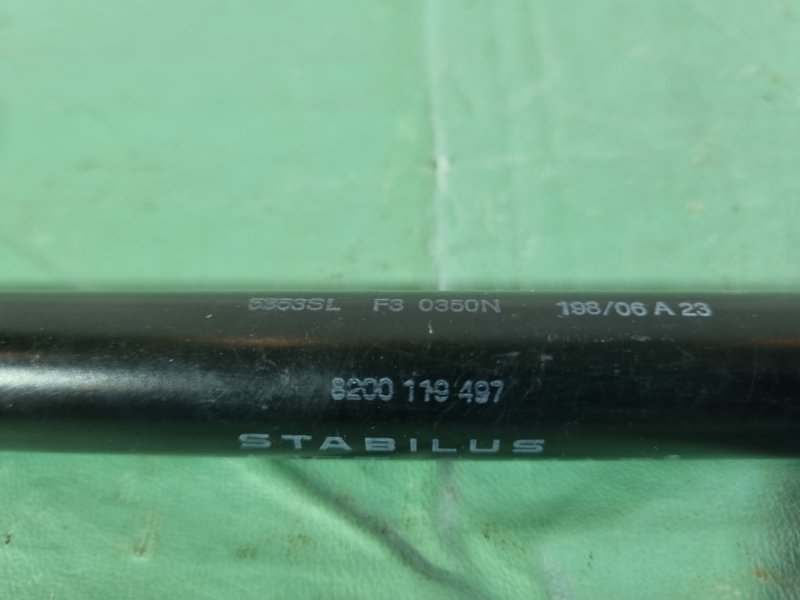 5353SL F3 0350N 198/06 A 23
8200 119 497
STABILUS